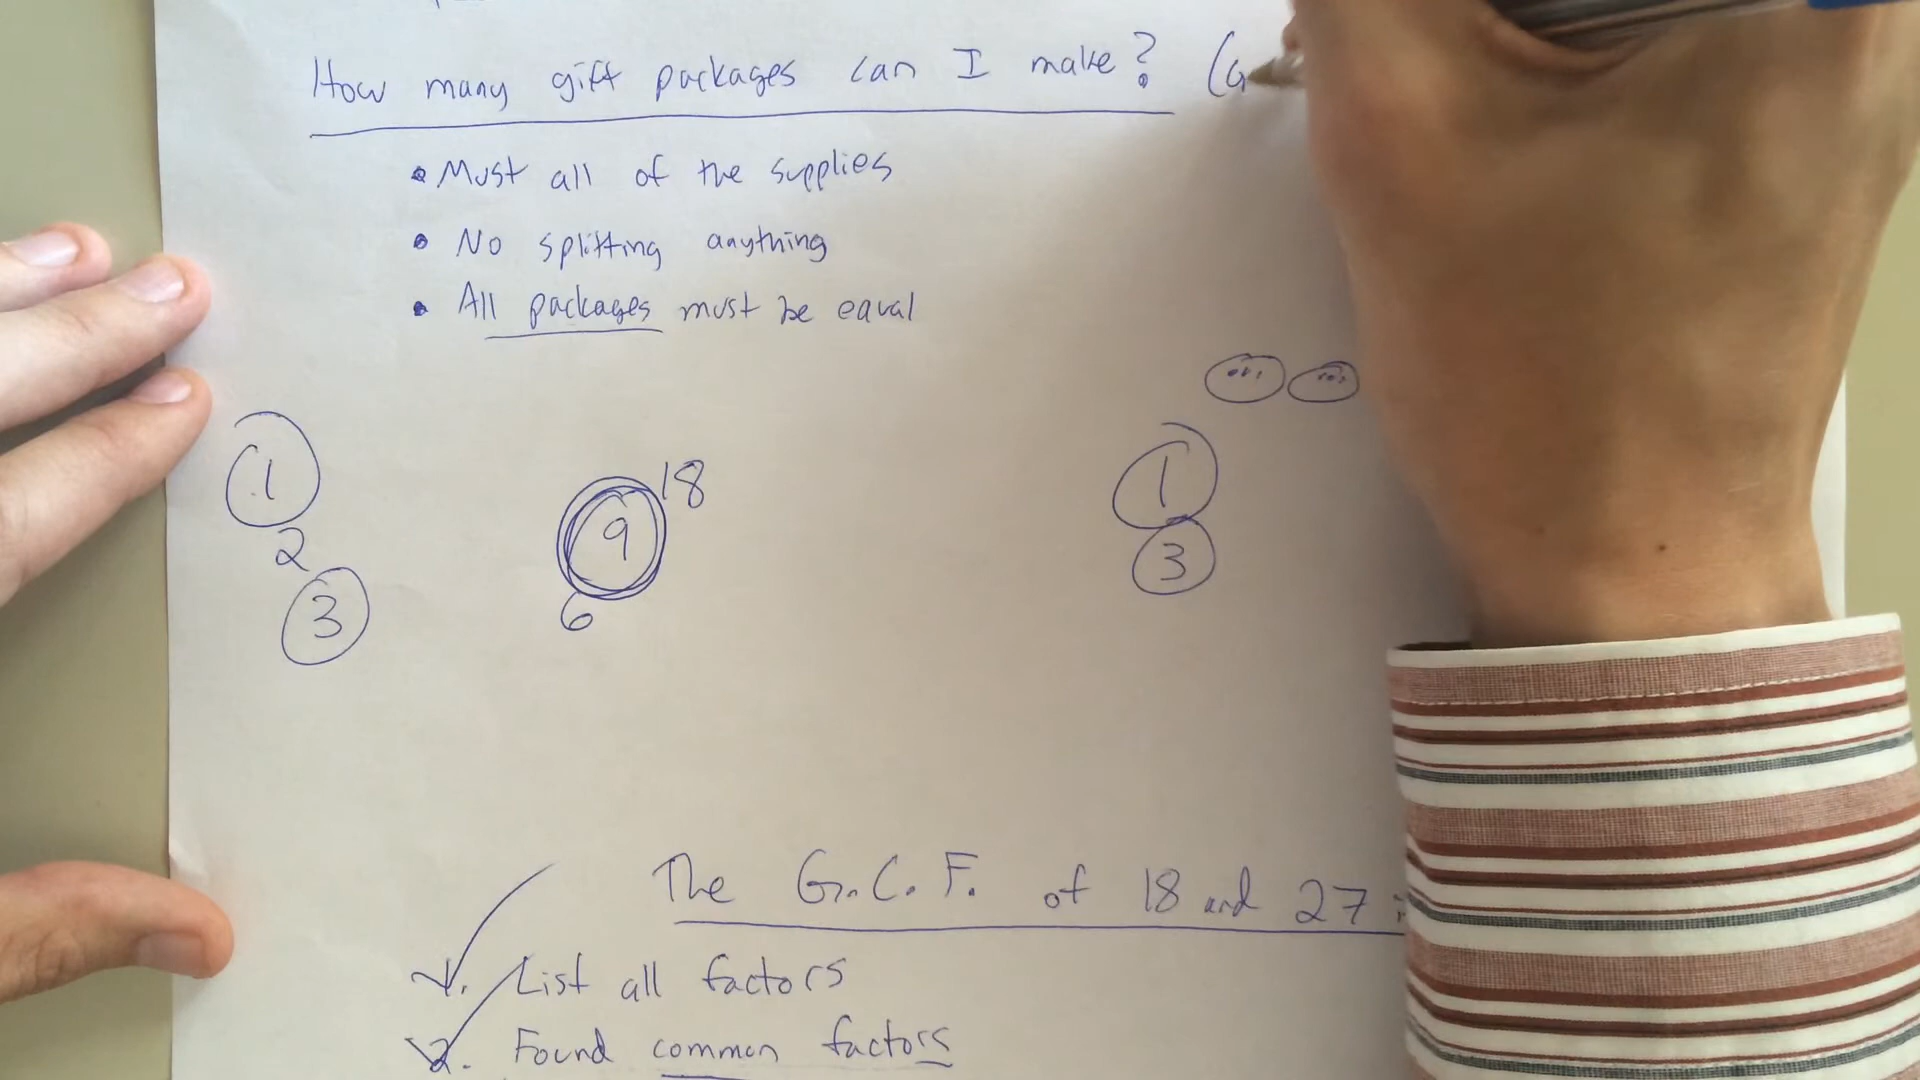 How many gift packages can I make? (G
• Must all of the supplies
• No splitting anything
• All packages must be equal
1
2
3
6
9
18
1
3
The G.C.F. of 18 and 27
1. List all factors
2. Found common factors